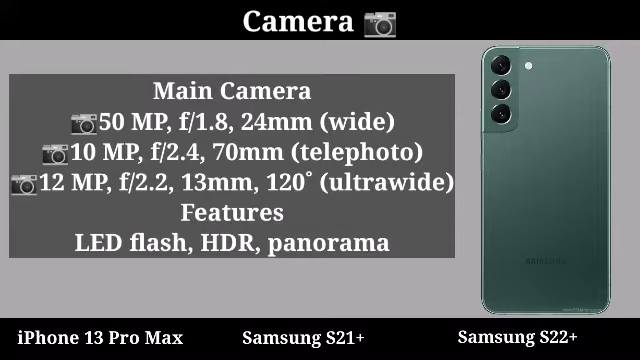 Camera 📷
Main Camera
📷50 MP, f/1.8, 24mm (wide)
📷10 MP, f/2.4, 70mm (telephoto)
📷12 MP, f/2.2, 13mm, 120˚ (ultrawide)
Features
LED flash, HDR, panorama
SAMSUNG
iPhone 13 Pro Max
Samsung S21+
Samsung S22+